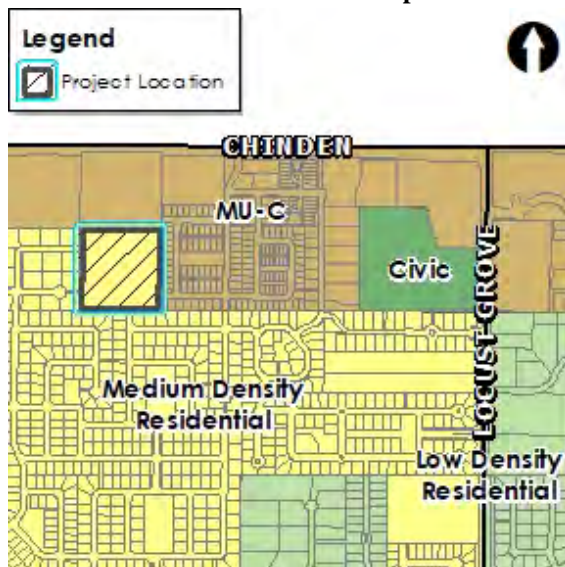 Legend
Project Location
CHINDEN
MU-C
Civic
LOCUST GROVE
Medium Density
Residential
Low Density
Residential